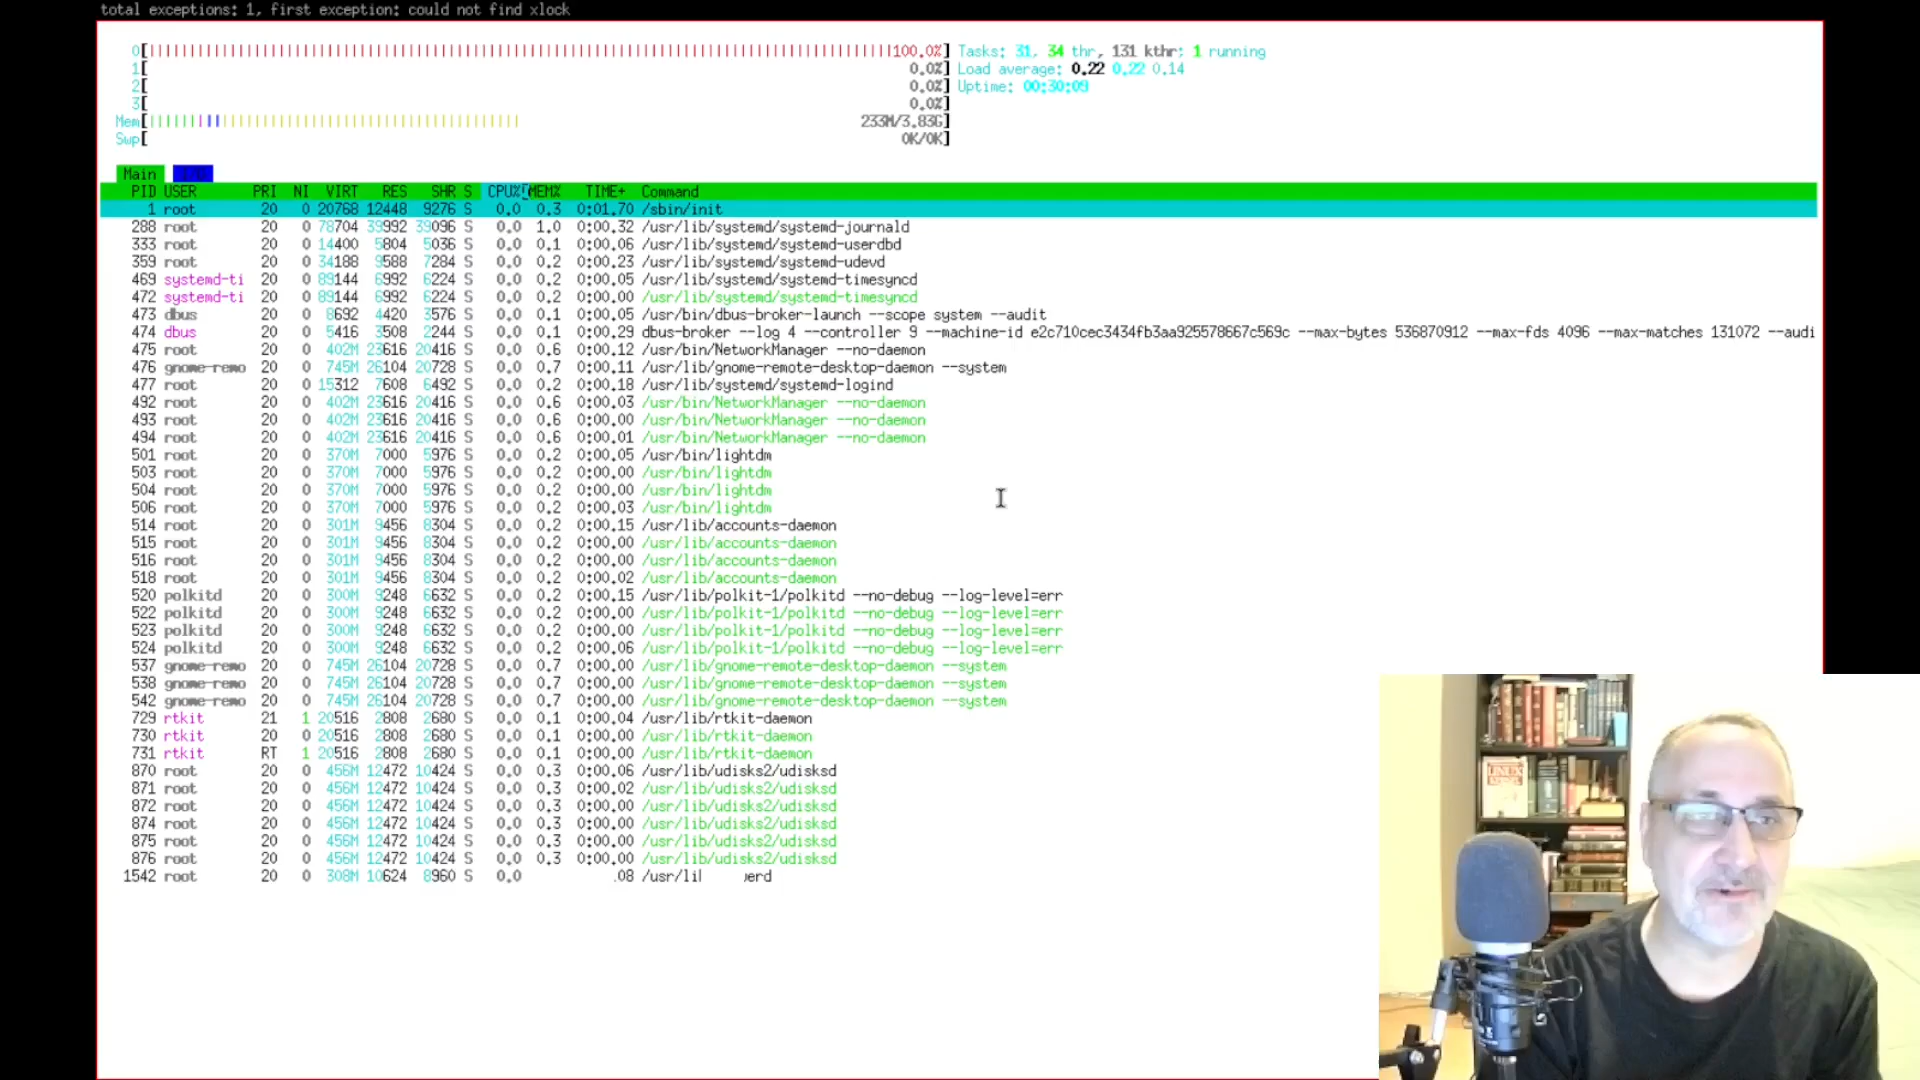 total exceptions: 1, first exception: could not find xlock
0[ 100.0%] Tasks: 31, 34 thr, 131 kthr; 1 running
1[ 0.0%] Load average: 0.22 0.22 0.14
2[ 0.0%] Uptime: 00:30:09
3[ 0.0%]
Mem[ 233M/3.83G]
Swp[ 0K/0K]
Main I/O
PID USER PRI NI VIRT RES SHR S CPU% MEM% TIME+ Command
1 root 20 0 20768 12448 9276 S 0.0 0.3 0:01.70 /sbin/init
288 root 20 0 78704 39992 39096 S 0.0 1.0 0:00.32 /usr/lib/systemd/systemd-journald
333 root 20 0 14400 5804 5036 S 0.0 0.1 0:00.06 /usr/lib/systemd/systemd-userdbd
359 root 20 0 34188 9588 7284 S 0.0 0.2 0:00.23 /usr/lib/systemd/systemd-udevd
469 systemd-ti 20 0 89144 6992 6224 S 0.0 0.2 0:00.05 /usr/lib/systemd/systemd-timesyncd
472 systemd-ti 20 0 89144 6992 6224 S 0.0 0.2 0:00.00 /usr/lib/systemd/systemd-timesyncd
473 dbus 20 0 8692 4420 3576 S 0.0 0.1 0:00.05 /usr/bin/dbus-broker-launch --scope system --audit
474 dbus 20 0 5416 3508 2244 S 0.0 0.1 0:00.29 dbus-broker --log 4 --controller 9 --machine-id e2c710cec3434fb3aa925578667c569c --max-bytes 536870912 --max-fds 4096 --max-matches 131072 --audi
475 root 20 0 402M 23616 20416 S 0.0 0.6 0:00.12 /usr/bin/NetworkManager --no-daemon
476 gnome-remo 20 0 745M 26104 20728 S 0.0 0.7 0:00.11 /usr/lib/gnome-remote-desktop-daemon --system
477 root 20 0 15312 7608 6492 S 0.0 0.2 0:00.18 /usr/lib/systemd/systemd-logind
492 root 20 0 402M 23616 20416 S 0.0 0.6 0:00.03 /usr/bin/NetworkManager --no-daemon
493 root 20 0 402M 23616 20416 S 0.0 0.6 0:00.00 /usr/bin/NetworkManager --no-daemon
494 root 20 0 402M 23616 20416 S 0.0 0.6 0:00.01 /usr/bin/NetworkManager --no-daemon
501 root 20 0 370M 7000 5976 S 0.0 0.2 0:00.05 /usr/bin/lightdm
503 root 20 0 370M 7000 5976 S 0.0 0.2 0:00.00 /usr/bin/lightdm
504 root 20 0 370M 7000 5976 S 0.0 0.2 0:00.00 /usr/bin/lightdm
506 root 20 0 370M 7000 5976 S 0.0 0.2 0:00.03 /usr/bin/lightdm
514 root 20 0 301M 9456 8304 S 0.0 0.2 0:00.15 /usr/lib/accounts-daemon
515 root 20 0 301M 9456 8304 S 0.0 0.2 0:00.00 /usr/lib/accounts-daemon
516 root 20 0 301M 9456 8304 S 0.0 0.2 0:00.00 /usr/lib/accounts-daemon
518 root 20 0 301M 9456 8304 S 0.0 0.2 0:00.02 /usr/lib/accounts-daemon
520 polkitd 20 0 300M 9248 6632 S 0.0 0.2 0:00.15 /usr/lib/polkit-1/polkitd --no-debug --log-level=err
522 polkitd 20 0 300M 9248 6632 S 0.0 0.2 0:00.00 /usr/lib/polkit-1/polkitd --no-debug --log-level=err
523 polkitd 20 0 300M 9248 6632 S 0.0 0.2 0:00.00 /usr/lib/polkit-1/polkitd --no-debug --log-level=err
524 polkitd 20 0 300M 9248 6632 S 0.0 0.2 0:00.06 /usr/lib/polkit-1/polkitd --no-debug --log-level=err
537 gnome-remo 20 0 745M 26104 20728 S 0.0 0.7 0:00.00 /usr/lib/gnome-remote-desktop-daemon --system
538 gnome-remo 20 0 745M 26104 20728 S 0.0 0.7 0:00.00 /usr/lib/gnome-remote-desktop-daemon --system
542 gnome-remo 20 0 745M 26104 20728 S 0.0 0.7 0:00.00 /usr/lib/gnome-remote-desktop-daemon --system
729 rtkit 21 1 20516 2808 2680 S 0.0 0.1 0:00.04 /usr/lib/rtkit-daemon
730 rtkit 20 0 20516 2808 2680 S 0.0 0.1 0:00.00 /usr/lib/rtkit-daemon
731 rtkit RT 1 20516 2808 2680 S 0.0 0.1 0:00.00 /usr/lib/rtkit-daemon
870 root 20 0 456M 12472 10424 S 0.0 0.3 0:00.06 /usr/lib/udisks2/udisksd
871 root 20 0 456M 12472 10424 S 0.0 0.3 0:00.02 /usr/lib/udisks2/udisksd
872 root 20 0 456M 12472 10424 S 0.0 0.3 0:00.00 /usr/lib/udisks2/udisksd
874 root 20 0 456M 12472 10424 S 0.0 0.3 0:00.00 /usr/lib/udisks2/udisksd
875 root 20 0 456M 12472 10424 S 0.0 0.3 0:00.00 /usr/lib/udisks2/udisksd
876 root 20 0 456M 12472 10424 S 0.0 0.3 0:00.00 /usr/lib/udisks2/udisksd
1542 root 20 0 308M 10624 8960 S 0.0 .08 /usr/li erd
LINUX